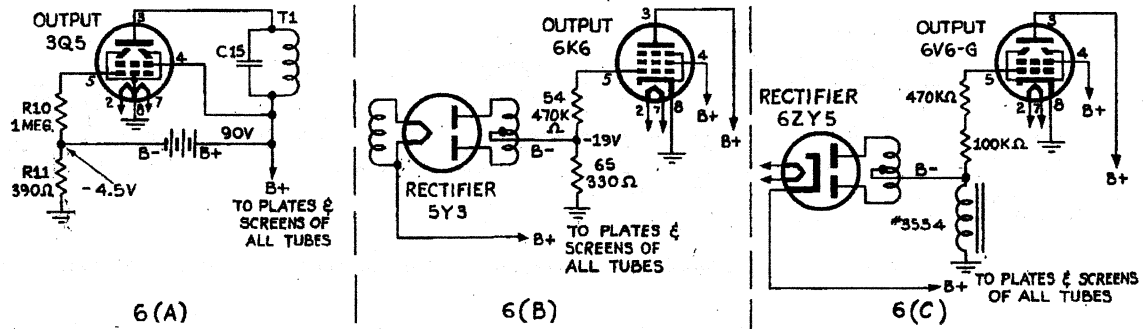 OUTPUT
3Q5
3
T1
C15
4
5
2
8
7
R10
1MEG.
90V
B-
B+
R11
390Ω
-4.5V
B+
TO PLATES &
SCREENS OF
ALL TUBES
6(A)
OUTPUT
6K6
3
4
5
2
7
8
54
470K
Ω
B+
B+
-19V
B-
65
330Ω
RECTIFIER
5Y3
B+
TO PLATES &
SCREENS OF
ALL TUBES
6(B)
OUTPUT
6V6-G
3
4
5
2
7
8
470KΩ
B+
B+
RECTIFIER
6ZY5
100KΩ
B-
#3534
B+
TO PLATES & SCREENS
OF ALL TUBES
6(C)